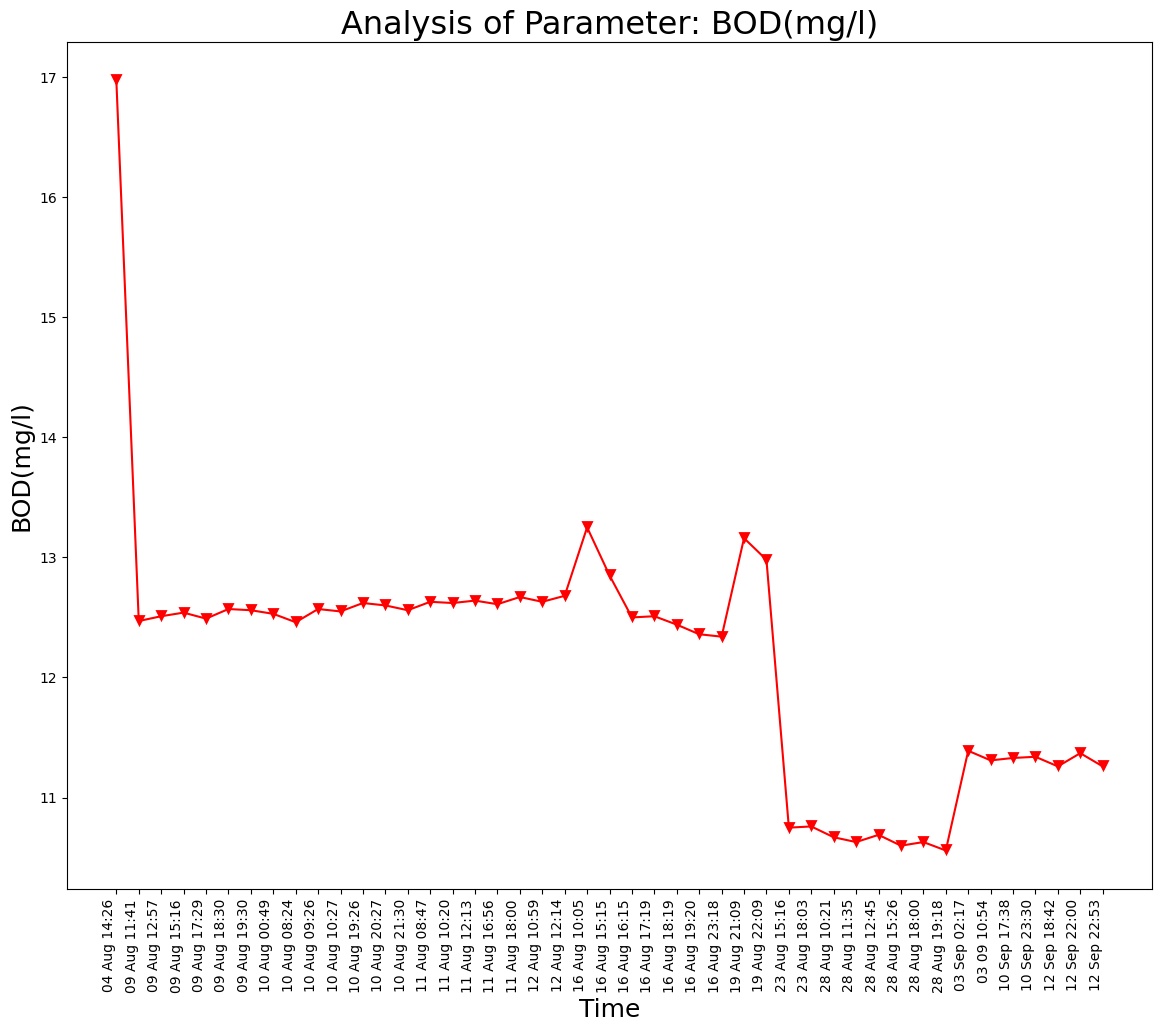 Analysis of Parameter: BOD(mg/l)
17
16
15
14
13
12
11
BOD(mg/l)
04 Aug 14:26
09 Aug 11:41
09 Aug 12:57
09 Aug 15:16
09 Aug 17:29
09 Aug 18:30
09 Aug 19:30
10 Aug 00:49
10 Aug 08:24
10 Aug 09:26
10 Aug 10:27
10 Aug 19:26
10 Aug 20:27
10 Aug 21:30
11 Aug 08:47
11 Aug 10:20
11 Aug 12:13
11 Aug 16:56
11 Aug 18:00
12 Aug 10:59
12 Aug 12:14
16 Aug 10:05
16 Aug 15:15
16 Aug 16:15
16 Aug 17:19
16 Aug 18:19
16 Aug 19:20
16 Aug 23:18
19 Aug 21:09
19 Aug 22:09
23 Aug 15:16
23 Aug 18:03
28 Aug 10:21
28 Aug 11:35
28 Aug 12:45
28 Aug 15:26
28 Aug 18:00
28 Aug 19:18
03 Sep 02:17
03 09 10:54
10 Sep 17:38
10 Sep 23:30
12 Sep 18:42
12 Sep 22:00
12 Sep 22:53
Time